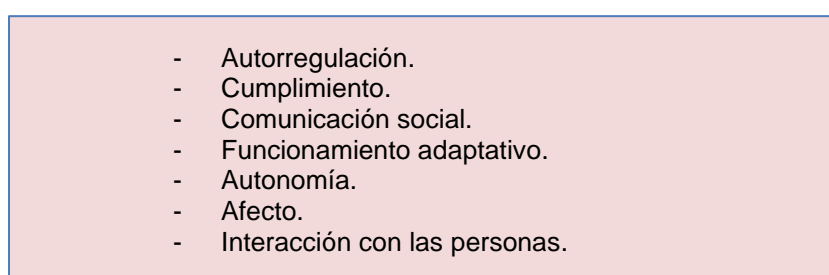 - Autorregulación.
- Cumplimiento.
- Comunicación social.
- Funcionamiento adaptativo.
- Autonomía.
- Afecto.
- Interacción con las personas.